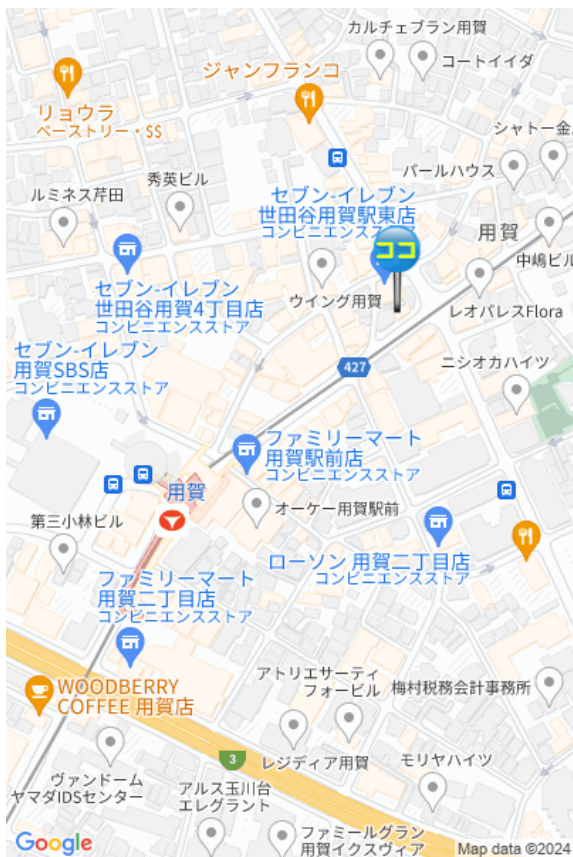 カルチェブラン用賀
コートイイダ
ジャンフランコ
リョウラ
ペーストリー・$S
シャトー金
パールハウス
秀英ビル
ルミネス芹田
セブン-イレブン
世田谷用賀駅東店
コンビニエンスストア
ココ
用賀
中嶋ビル
セブン-イレブン
世田谷用賀4丁目店
コンビニエンスストア
ウイング用賀
レオパレスFlora
セブン-イレブン
用賀SBS店
コンビニエンスストア
427
ニシオカハイツ
ファミリーマート
用賀駅前店
コンビニエンスストア
用賀
オーケー用賀駅前
第三小林ビル
ローソン 用賀二丁目店
コンビニエンスストア
ファミリーマート
用賀二丁目店
コンビニエンスストア
アトリエサーティ
フォービル
梅村税務会計事務所
WOODBERRY
COFFEE 用賀店
3
レジディア用賀
モリヤハイツ
ヴァンドーム
ヤマダIDSセンター
アルス玉川台
エレグラント
ファミールグラン
用賀イクスヴィア
Google
Map data ©2024